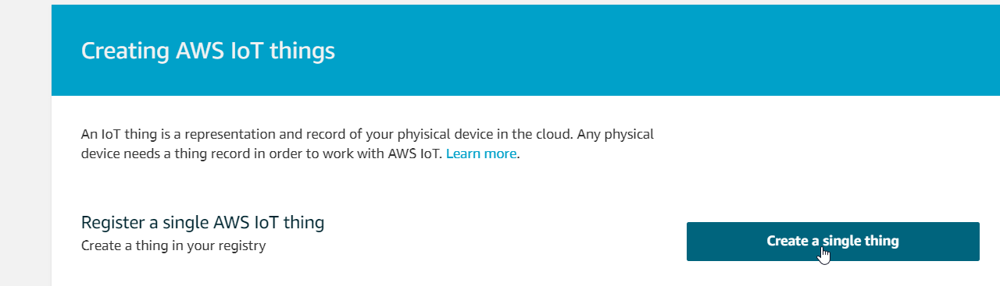 Creating AWS IoT things
An IoT thing is a representation and record of your phyisical device in the cloud. Any physical
device needs a thing record in order to work with AWS IoT. Learn more.
Register a single AWS IoT thing
Create a thing in your registry
Create a single thing